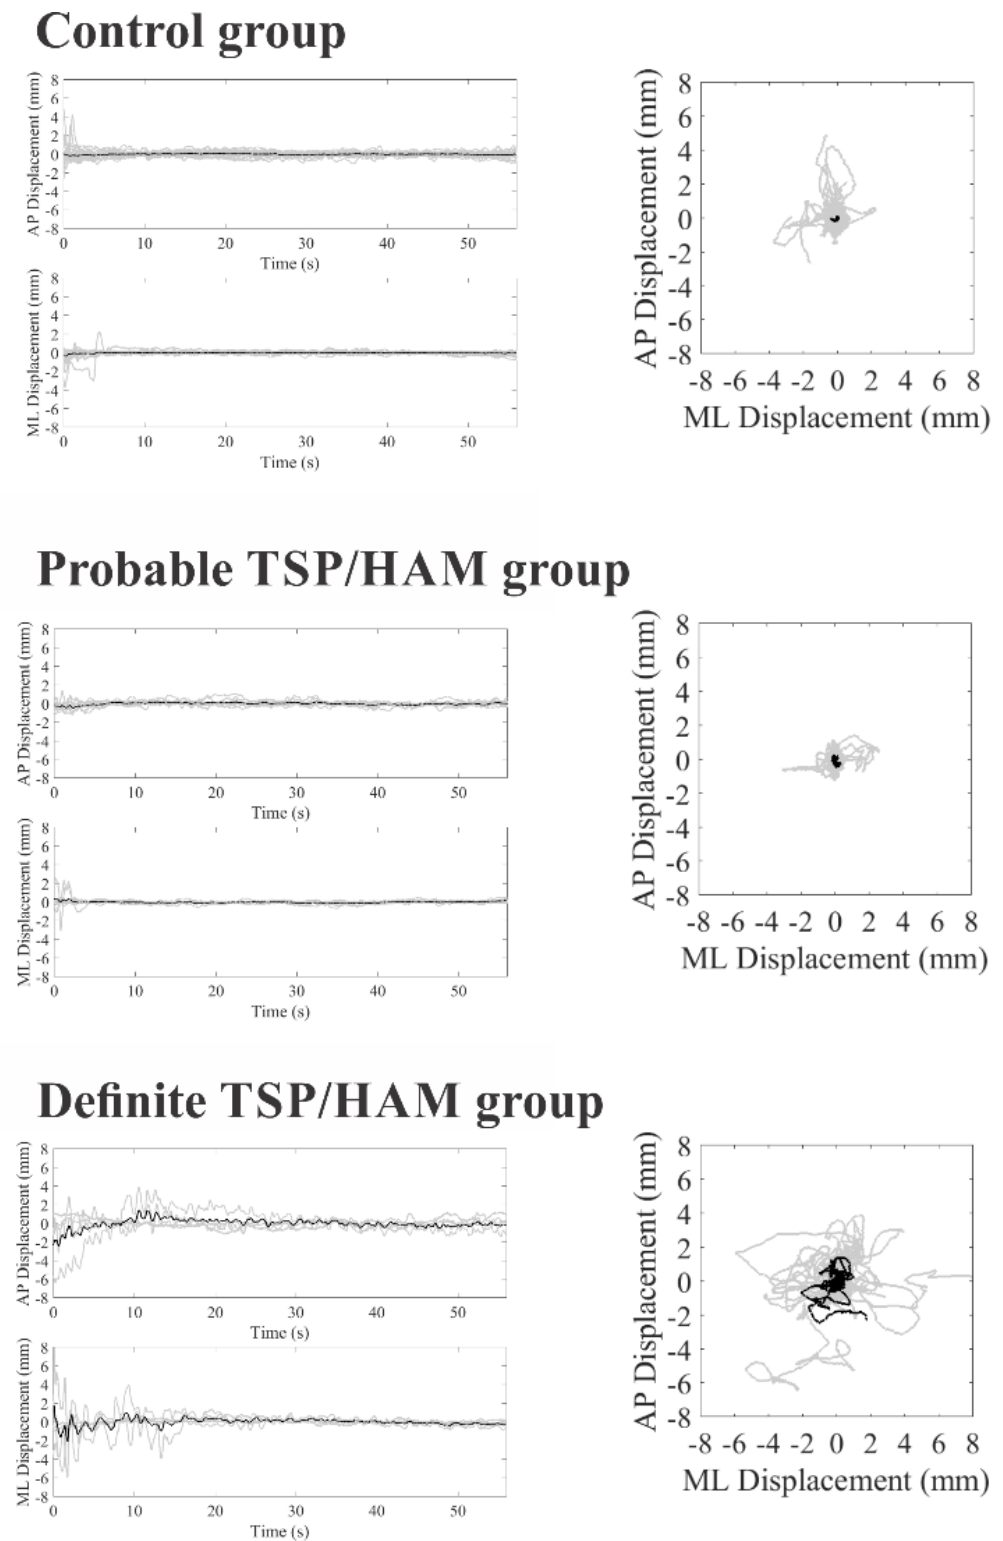 Control group
AP Displacement (mm)
8
6
4
2
0
-2
-4
-6
-8
0 10 20 30 40 50
Time (s)
ML Displacement (mm)
8
6
4
2
0
-2
-4
-6
-8
0 10 20 30 40 50
Time (s)
AP Displacement (mm)
8
6
4
2
0
-2
-4
-6
-8
-8 -6 -4 -2 0 2 4 6 8
ML Displacement (mm)
Probable TSP/HAM group
AP Displacement (mm)
8
6
4
2
0
-2
-4
-6
-8
0 10 20 30 40 50
Time (s)
ML Displacement (mm)
8
6
4
2
0
-2
-4
-6
-8
0 10 20 30 40 50
Time (s)
AP Displacement (mm)
8
6
4
2
0
-2
-4
-6
-8
-8 -6 -4 -2 0 2 4 6 8
ML Displacement (mm)
Definite TSP/HAM group
AP Displacement (mm)
8
6
4
2
0
-2
-4
-6
-8
0 10 20 30 40 50
Time (s)
ML Displacement (mm)
8
6
4
2
0
-2
-4
-6
-8
0 10 20 30 40 50
Time (s)
AP Displacement (mm)
8
6
4
2
0
-2
-4
-6
-8
-8 -6 -4 -2 0 2 4 6 8
ML Displacement (mm)